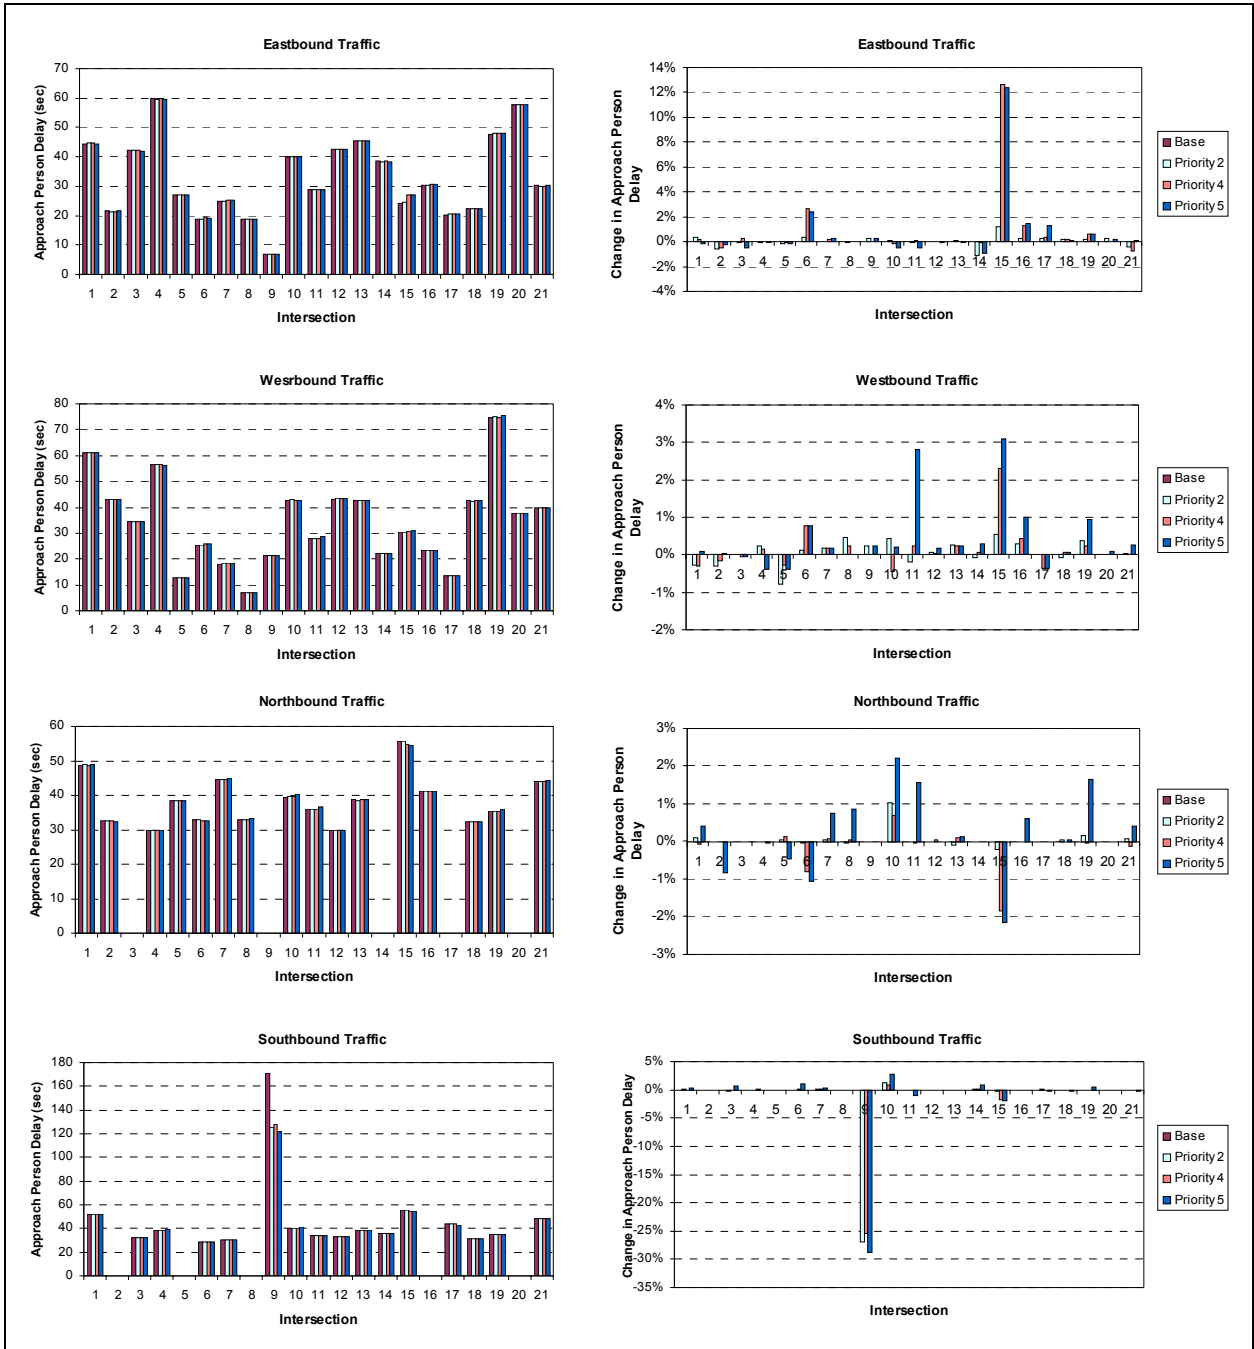 Eastbound Traffic
Approach Person Delay (sec)
70
60
50
40
30
20
10
0
1 2 3 4 5 6 7 8 9 10 11 12 13 14 15 16 17 18 19 20 21
Intersection
Eastbound Traffic
Change in Approach Person
Delay
14%
12%
10%
8%
6%
4%
2%
0%
-2%
-4%
1 2 3 4 5 6 7 8 9 10 11 12 13 14 15 16 17 18 19 20 21
Intersection
Base
Priority 2
Priority 4
Priority 5
Wesrbound Traffic
Approach Person Delay (sec)
80
70
60
50
40
30
20
10
0
1 2 3 4 5 6 7 8 9 10 11 12 13 14 15 16 17 18 19 20 21
Intersection
Westbound Traffic
Change in Approach Person
Delay
4%
3%
2%
1%
0%
-1%
-2%
1 2 3 4 5 6 7 8 9 10 11 12 13 14 15 16 17 18 19 20 21
Intersection
Base
Priority 2
Priority 4
Priority 5
Northbound Traffic
Approach Person Delay (sec)
60
50
40
30
20
10
0
1 2 3 4 5 6 7 8 9 10 11 12 13 14 15 16 17 18 19 20 21
Intersection
Northbound Traffic
Change in Approach Person
Delay
3%
2%
1%
0%
-1%
-2%
-3%
1 2 3 4 5 6 7 8 9 10 11 12 13 14 15 16 17 18 19 20 21
Intersection
Base
Priority 2
Priority 4
Priority 5
Southbound Traffic
Approach Person Delay (sec)
180
160
140
120
100
80
60
40
20
0
1 2 3 4 5 6 7 8 9 10 11 12 13 14 15 16 17 18 19 20 21
Intersection
Southbound Traffic
Change in Approach Person Delay
5%
0%
-5%
-10%
-15%
-20%
-25%
-30%
-35%
1 2 3 4 5 6 7 8 9 10 11 12 13 14 15 16 17 18 19 20 21
Intersection
Base
Priority 2
Priority 4
Priority 5